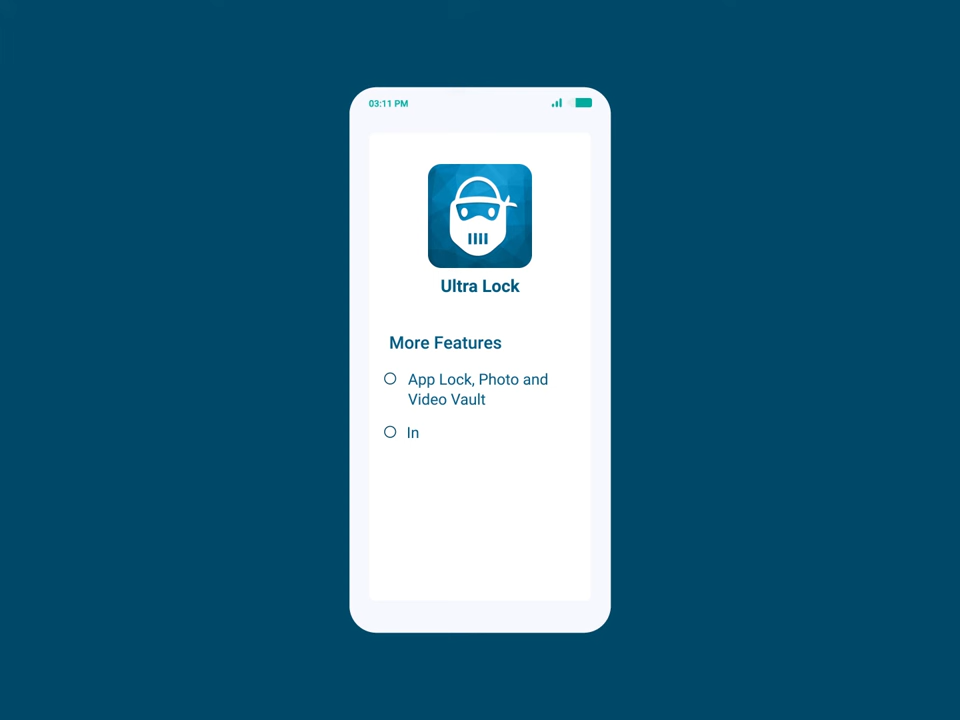 03:11 PM
Ultra Lock
More Features
App Lock, Photo and
Video Vault
In